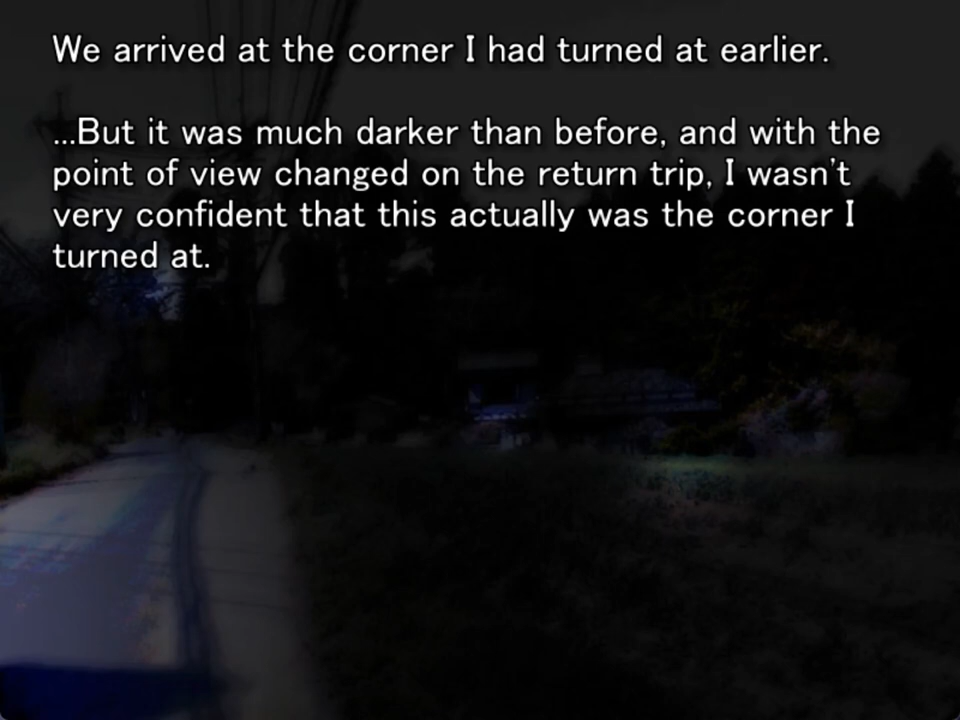 We arrived at the corner I had turned at earlier.
...But it was much darker than before, and with the
point of view changed on the return trip, I wasn't
very confident that this actually was the corner I
turned at.